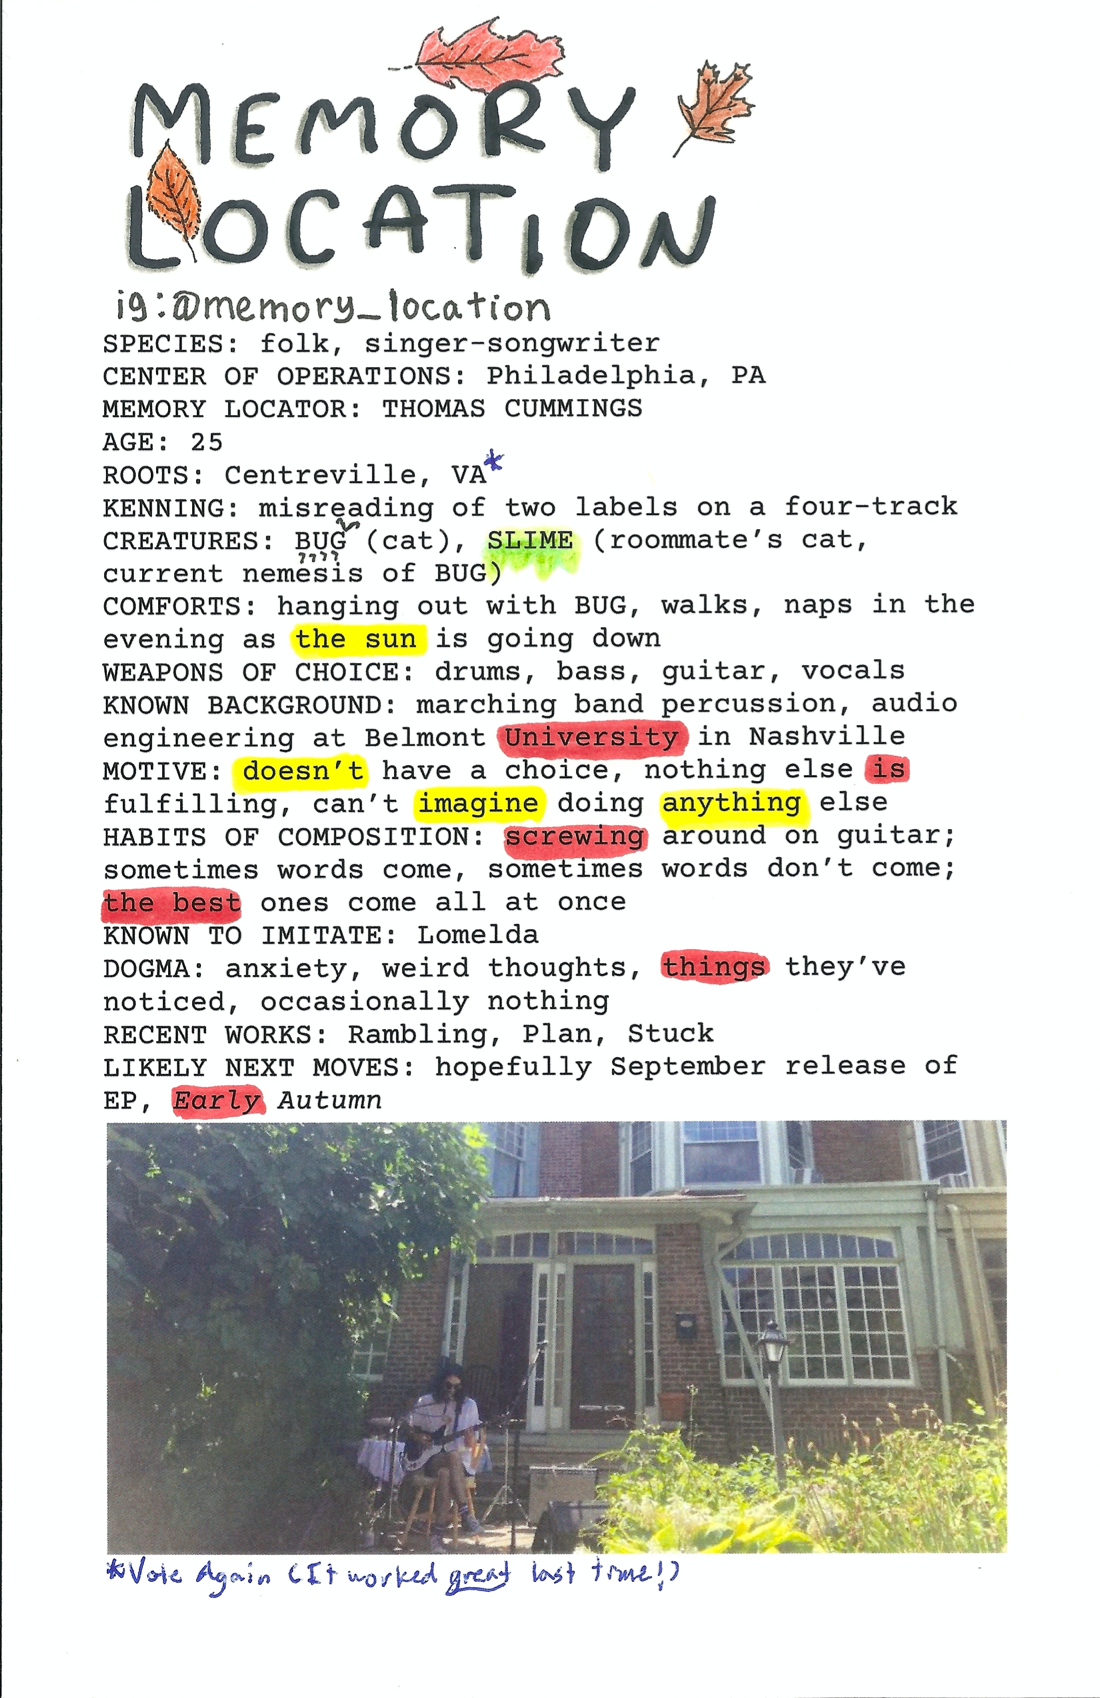 MEMORY
LOCATION
ig:@memory_location
SPECIES: folk, singer-songwriter
CENTER OF OPERATIONS: Philadelphia, PA
MEMORY LOCATOR: THOMAS CUMMINGS
AGE: 25
ROOTS: Centreville, VA*
KENNING: misreading of two labels on a four-track
CREATURES: BUG (cat), SLIME (roommate's cat,
????
current nemesis of BUG)
COMFORTS: hanging out with BUG, walks, naps in the
evening as the sun is going down
WEAPONS OF CHOICE: drums, bass, guitar, vocals
KNOWN BACKGROUND: marching band percussion, audio
engineering at Belmont University in Nashville
MOTIVE: doesn't have a choice, nothing else is
fulfilling, can't imagine doing anything else
HABITS OF COMPOSITION: screwing around on guitar;
sometimes words come, sometimes words don't come;
the best ones come all at once
KNOWN TO IMITATE: Lomelda
DOGMA: anxiety, weird thoughts, things they've
noticed, occasionally nothing
RECENT WORKS: Rambling, Plan, Stuck
LIKELY NEXT MOVES: hopefully September release of
EP, Early Autumn
*Vote Again (It worked great last time!)